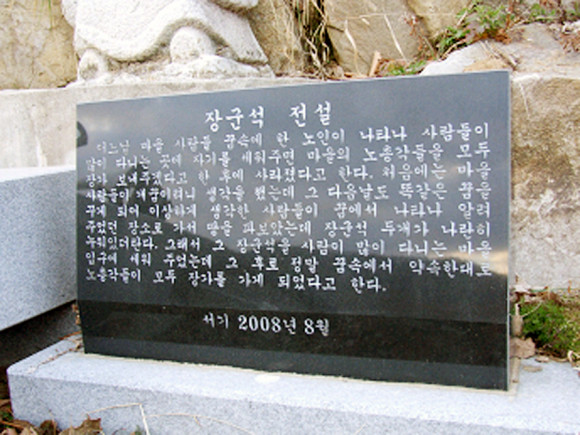 장군석 전설
어느날 마을 사람들 꿈속에 한 노인이 나타나 사람들이
많이 다니는 곳에 자기를 세워주면 마을의 노총각들을 모두
장가 보내주겠다고 한 후에 사라졌다고 한다. 처음에는 마을
사람들이 개꿈이려니 생각을 했는데 그 다음날도 똑같은 꿈을
꾸게 되어 이상하게 생각한 사람들이 꿈에서 나타나 알려
주었던 장소로 가서 땅을 파보았는데 장군석 두개가 나란히
누워있더란다. 그래서 그 장군석을 사람이 많이 다니는 마을
입구에 세워 주었는데 그 후로 정말 꿈속에서 약속한대로
노총각들이 모두 장가를 가게 되었다고 한다.
서기 2008년 8월